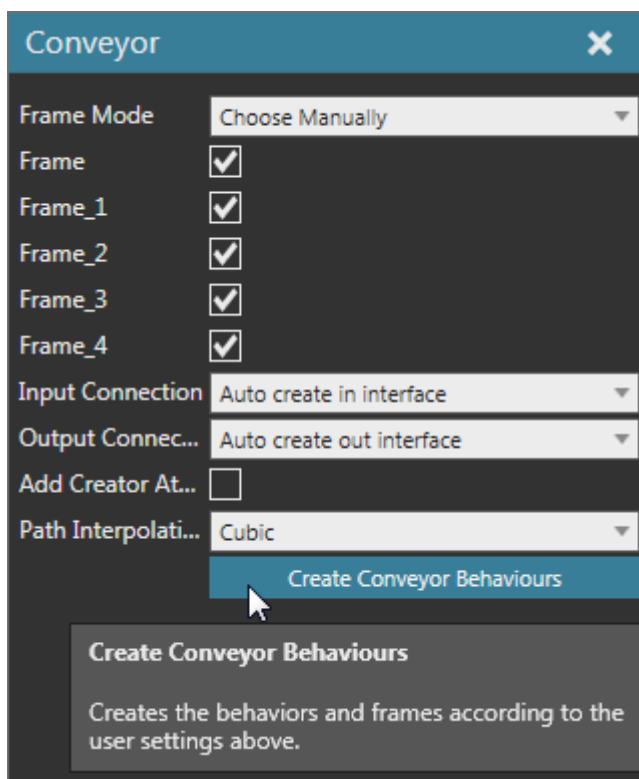 Conveyor
Frame Mode Choose Manually
Frame
Frame_1
Frame_2
Frame_3
Frame_4
Input Connection Auto create in interface
Output Connec... Auto create out interface
Add Creator At...
Path Interpolati... Cubic
Create Conveyor Behaviours
Create Conveyor Behaviours
Creates the behaviors and frames according to the
user settings above.